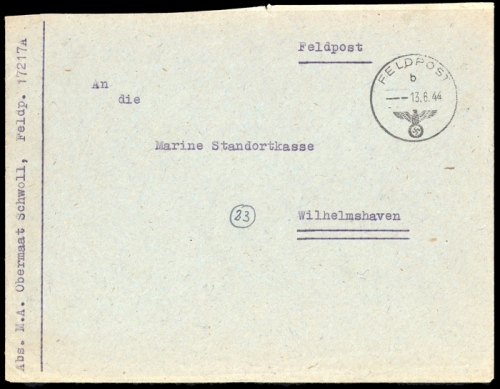 Feldpost
FELDPOST
b
--13.6.44
An
die
Marine Standortkasse
23
Wilhelmshaven
Abs. M.A. Obermaat Schwoll, Feldp. 17217A